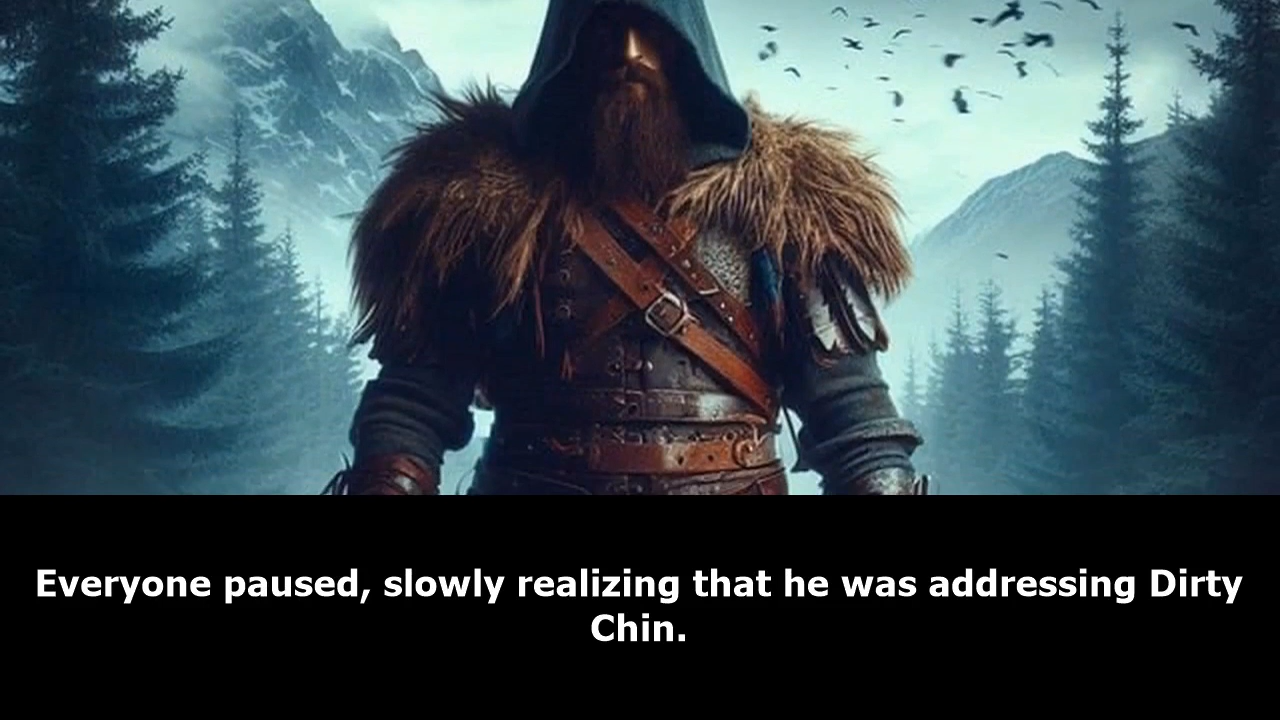 Everyone paused, slowly realizing that he was addressing Dirty
Chin.